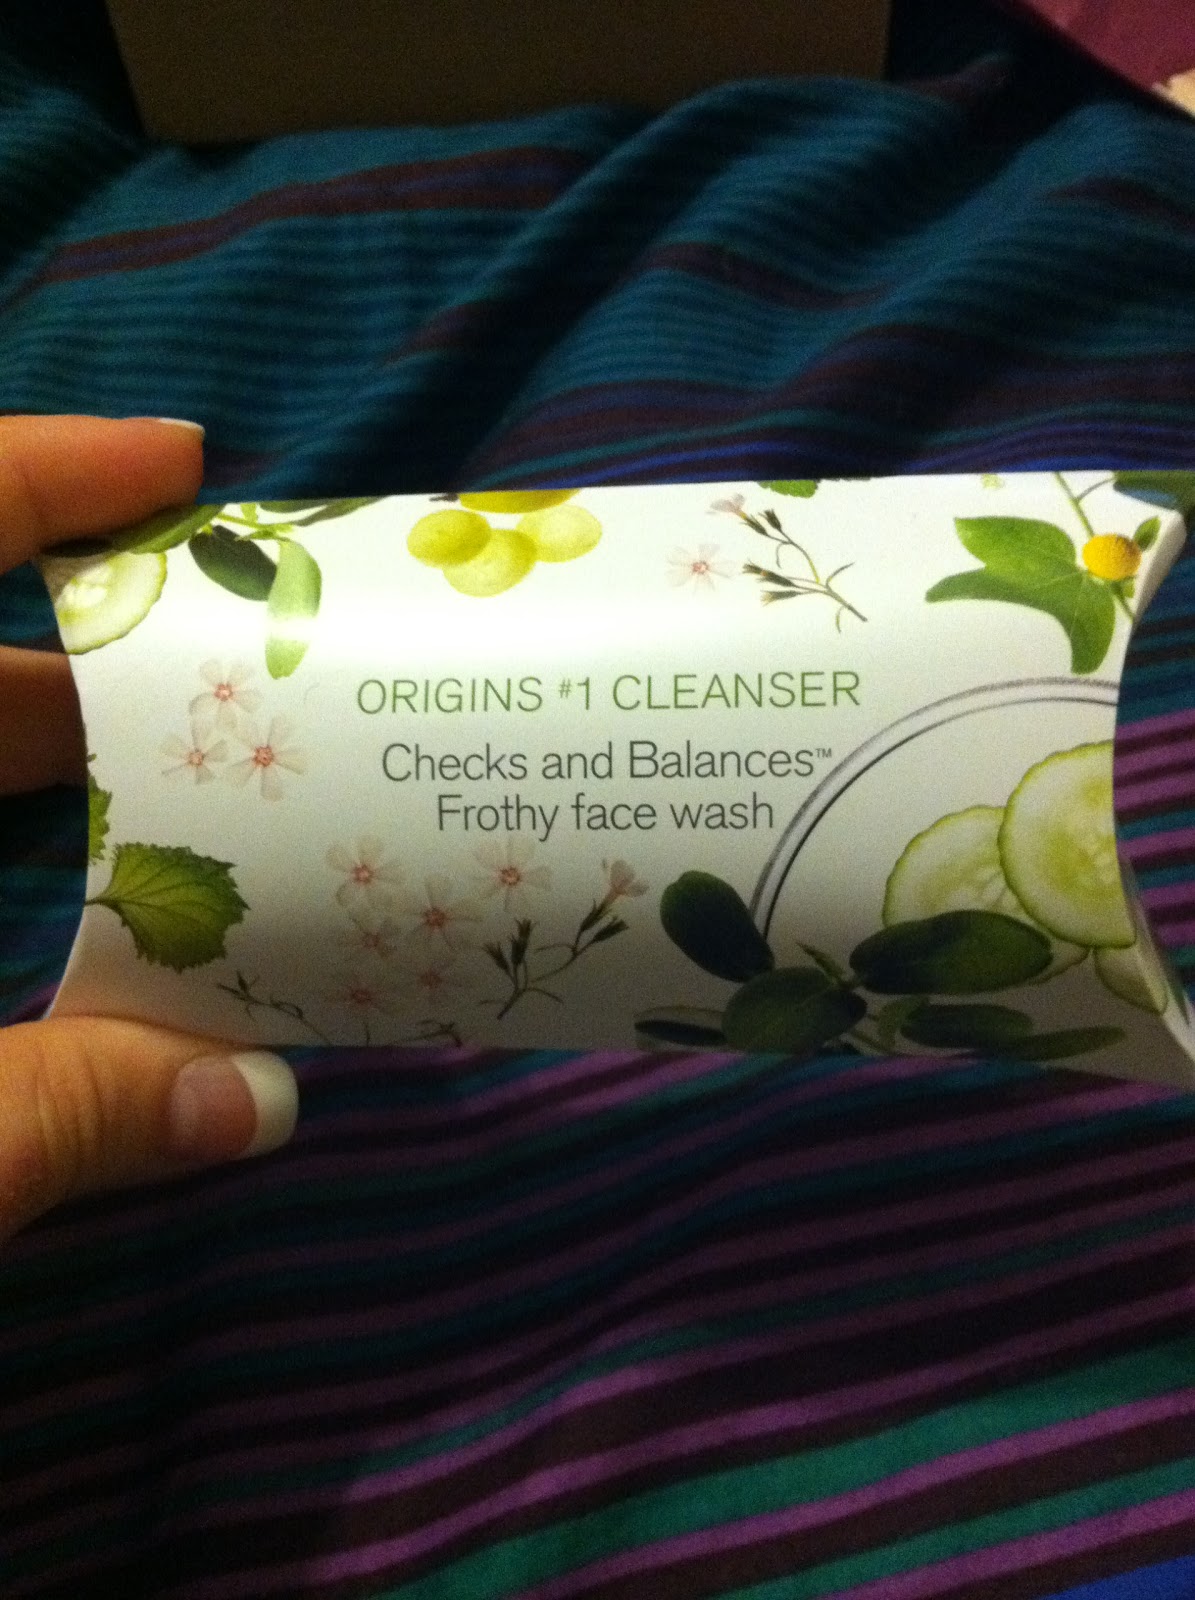 ORIGINS #1 CLEANSER
Checks and Balances™
Frothy face wash